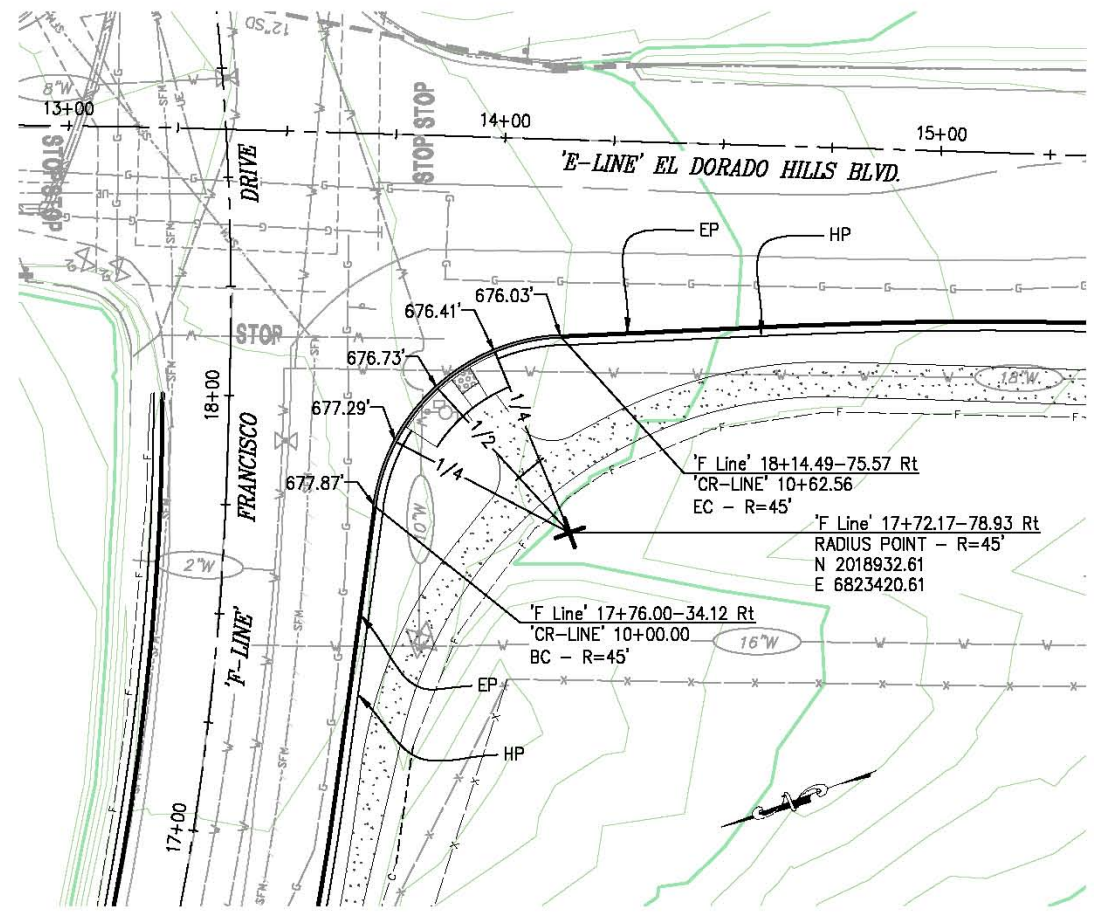 12"SD
8"W
13+00
14+00
15+00
'E-LINE' EL DORADO HILLS BLVD.
STOP
STOP
STOP
STOP
DRIVE
EP
HP
676.03'
676.41'
676.73'
677.29'
677.87'
STOP
18+00
FRANCISCO
'F-LINE'
17+00
1/4
1/2
1/4
18"W
10"W
2"W
16"W
'F Line' 18+14.49-75.57 Rt
'CR-LINE' 10+62.56
EC - R=45'
'F Line' 17+72.17-78.93 Rt
RADIUS POINT - R=45'
N 2018932.61
E 6823420.61
'F Line' 17+76.00-34.12 Rt
'CR-LINE' 10+00.00
BC - R=45'
EP
HP